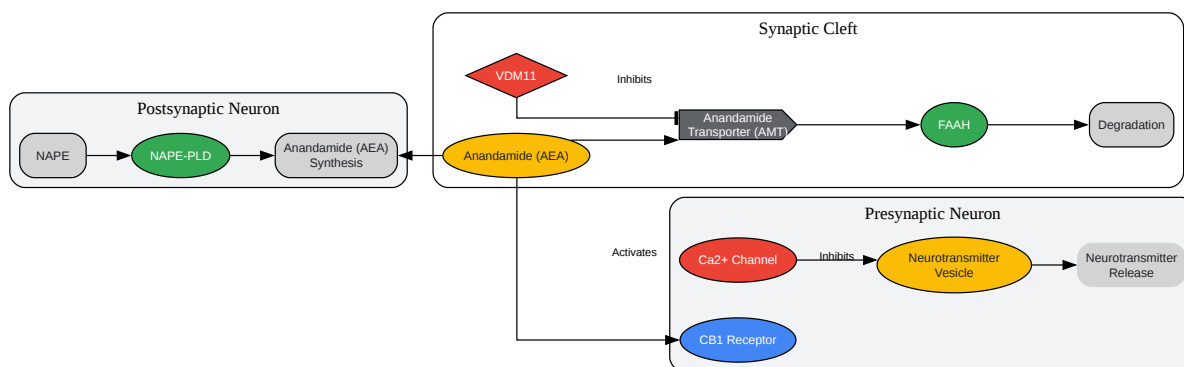 Synaptic Cleft
VDM11
Inhibits
Anandamide
Transporter (AMT)
FAAH
Degradation
Postsynaptic Neuron
NAPE
NAPE-PLD
Anandamide (AEA)
Synthesis
Anandamide (AEA)
Presynaptic Neuron
Activates
Ca2+ Channel
Inhibits
Neurotransmitter
Vesicle
Neurotransmitter
Release
CB1 Receptor